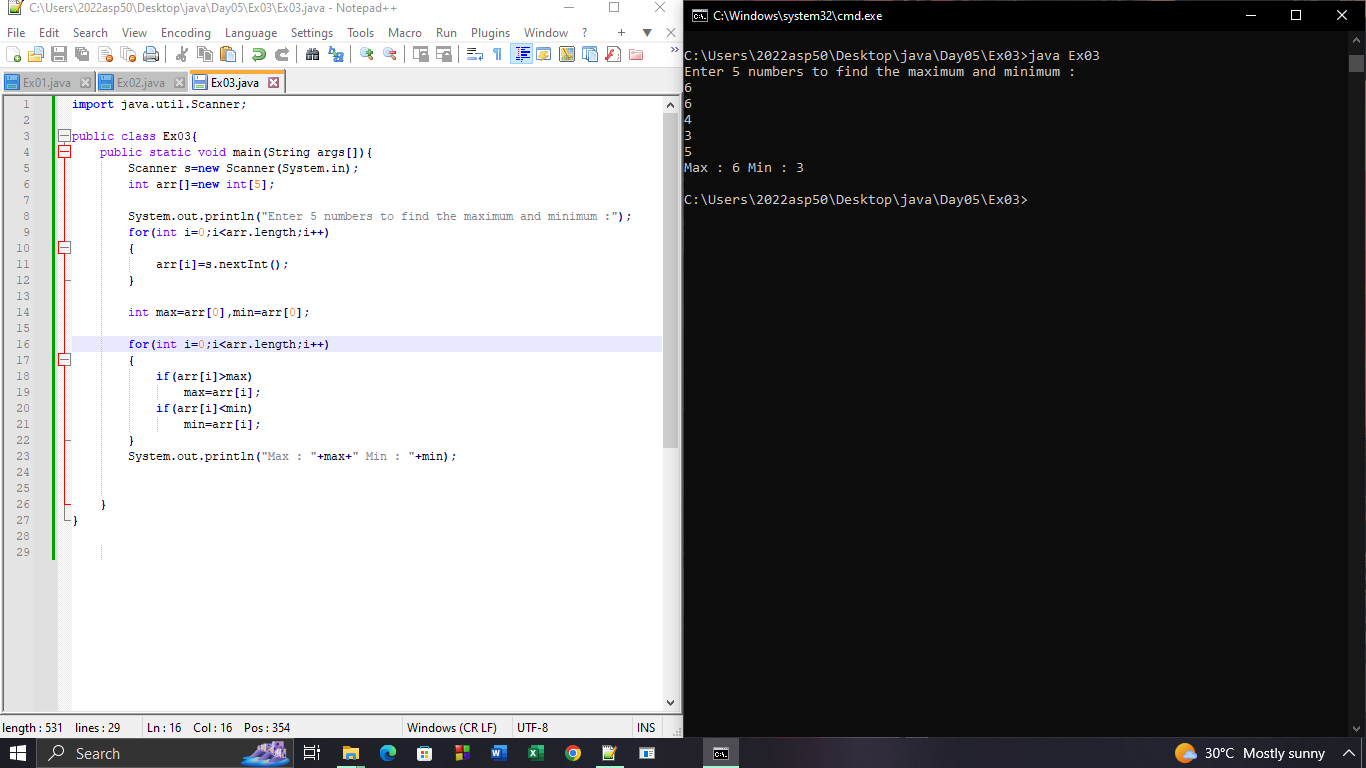 C:\Users\2022asp50\Desktop\java\Day05\Ex03\Ex03.java - Notepad++
File Edit Search View Encoding Language Settings Tools Macro Run Plugins Window ? + ▼ X
Ex01.java Ex02.java Ex03.java
1 import java.util.Scanner;
2
3 public class Ex03{
4 public static void main(String args[]){
5 Scanner s=new Scanner(System.in);
6 int arr[]=new int[5];
7
8 System.out.println("Enter 5 numbers to find the maximum and minimum :");
9 for(int i=0;i<arr.length;i++)
10 {
11 arr[i]=s.nextInt();
12 }
13
14 int max=arr[0],min=arr[0];
15
16 for(int i=0;i<arr.length;i++)
17 {
18 if(arr[i]>max)
19 max=arr[i];
20 if(arr[i]<min)
21 min=arr[i];
22 }
23 System.out.println("Max : "+max+" Min : "+min);
24
25
26 }
27 }
28
29
length : 531 lines : 29 Ln : 16 Col : 16 Pos : 354 Windows (CR LF) UTF-8 INS
C:\Windows\system32\cmd.exe
C:\Users\2022asp50\Desktop\java\Day05\Ex03>java Ex03
Enter 5 numbers to find the maximum and minimum :
6
6
4
3
5
Max : 6 Min : 3
C:\Users\2022asp50\Desktop\java\Day05\Ex03>
Search
30°C Mostly sunny